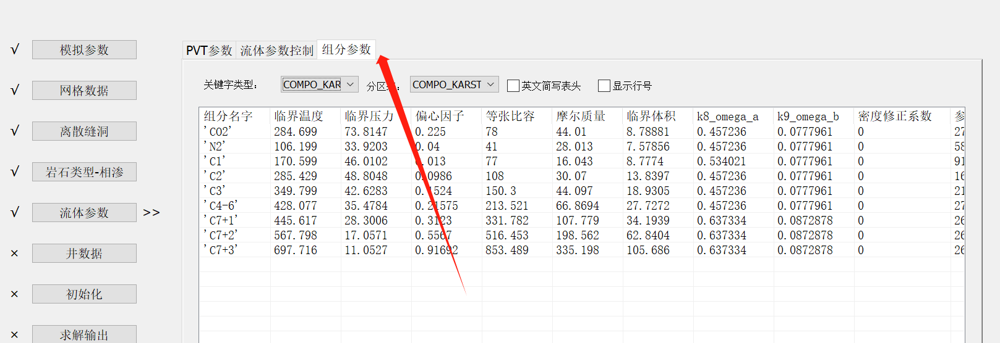 √ 模拟参数
√ 网格数据
√ 离散缝洞
√ 岩石类型-相渗
√ 流体参数 >>
× 井数据
× 初始化
× 求解输出
PVT参数 流体参数控制 组分参数
关键字类型： COMPO_KAR 分区 COMPO_KARST 英文简写表头 显示行号
组分名字 临界温度 临界压力 偏心因子 等张比容 摩尔质量 临界体积 k8_omega_a k9_omega_b 密度修正系数 参
'CO2' 284.699 73.8147 0.225 78 44.01 8.78881 0.457236 0.0777961 0 27
'N2' 106.199 33.9203 0.04 41 28.013 7.57856 0.457236 0.0777961 0 58
'C1' 170.599 46.0102 0.013 77 16.043 8.7774 0.534021 0.0777961 0 91
'C2' 285.429 48.8048 0.0986 108 30.07 13.8397 0.457236 0.0777961 0 16
'C3' 349.799 42.6283 0.1524 150.3 44.097 18.9305 0.457236 0.0777961 0 21
'C4-6' 428.077 35.4784 0.21575 213.521 66.8694 27.7272 0.457236 0.0777961 0 27
'C7+1' 445.617 28.3006 0.3123 331.782 107.779 34.1939 0.637334 0.0872878 0 26
'C7+2' 567.798 17.0571 0.5567 516.453 198.562 62.8404 0.637334 0.0872878 0 26
'C7+3' 697.716 11.0527 0.91692 853.489 335.198 105.686 0.637334 0.0872878 0 26